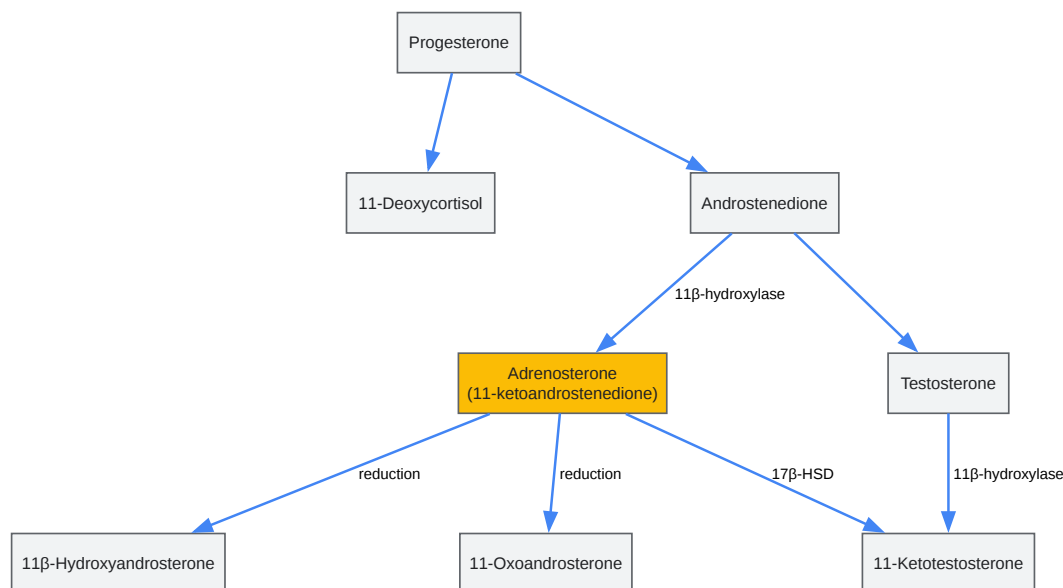 Progesterone
11-Deoxycortisol
Androstenedione
11β-hydroxylase
Adrenosterone
(11-ketoandrostenedione)
Testosterone
reduction
reduction
17β-HSD
11β-hydroxylase
11β-Hydroxyandrosterone
11-Oxoandrosterone
11-Ketotestosterone